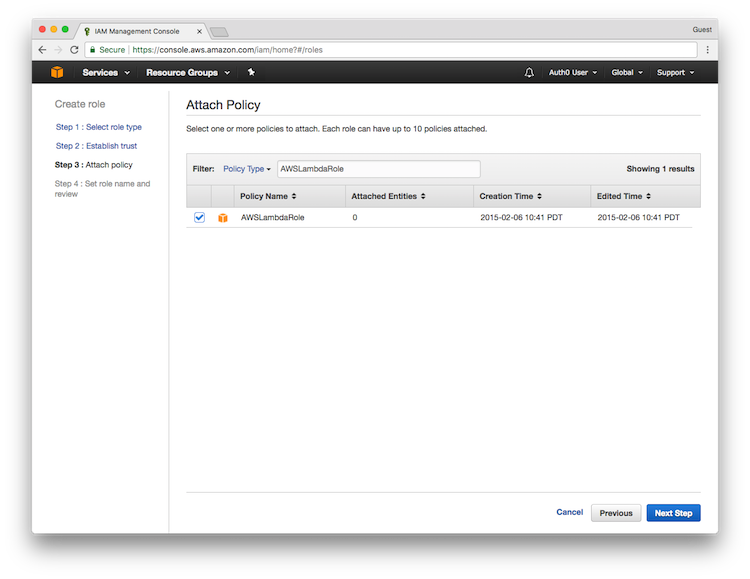 IAM Management Console
Guest
Secure https://console.aws.amazon.com/iam/home?#/roles
Services Resource Groups Auth0 User Global Support
Create role
Step 1 : Select role type
Step 2 : Establish trust
Step 3 : Attach policy
Step 4 : Set role name and
review
Attach Policy
Select one or more policies to attach. Each role can have up to 10 policies attached.
Filter: Policy Type AWSLambdaRole Showing 1 results
Policy Name Attached Entities Creation Time Edited Time
AWSLambdaRole 0 2015-02-06 10:41 PDT 2015-02-06 10:41 PDT
Cancel Previous Next Step